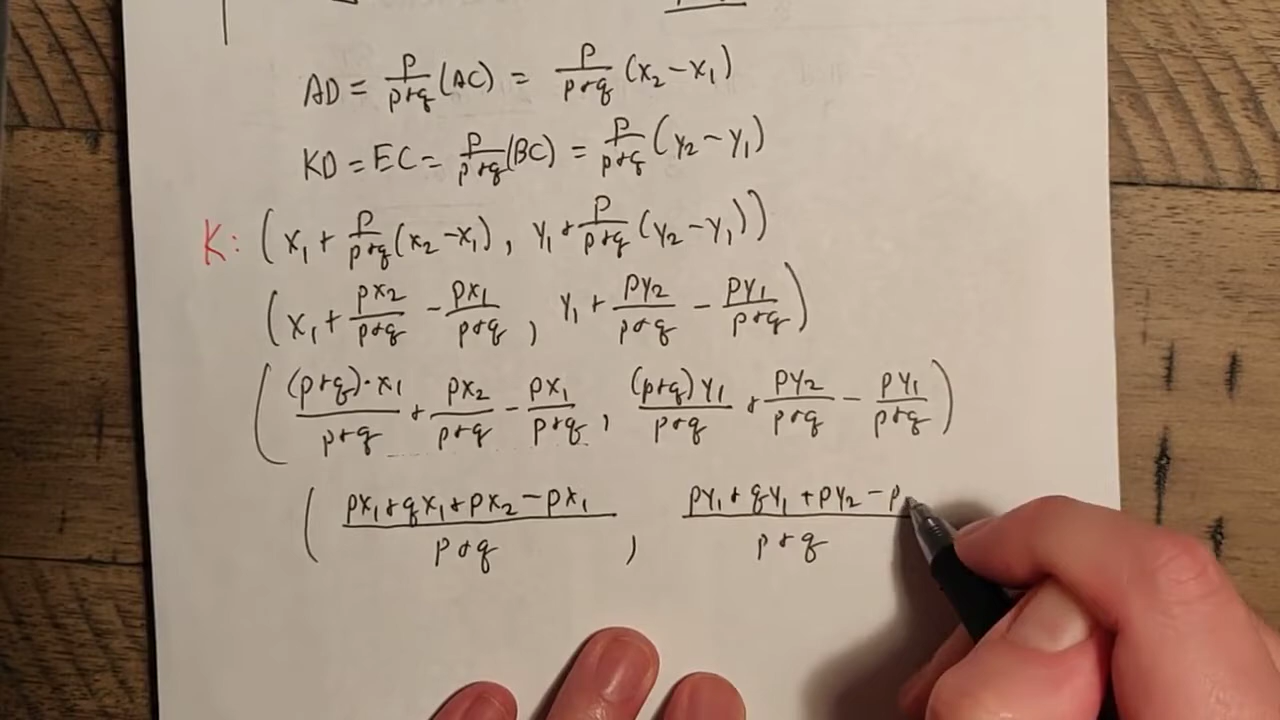 AD = p/(p+q) (AC) = p/(p+q) (x₂ − x₁)
KD = EC = p/(p+q) (BC) = p/(p+q) (y₂ − y₁)
K: (x₁ + p/(p+q) (x₂ − x₁), y₁ + p/(p+q) (y₂ − y₁))
(x₁ + px₂/(p+q) − px₁/(p+q), y₁ + py₂/(p+q) − py₁/(p+q))
((p+q)·x₁/(p+q) + px₂/(p+q) − px₁/(p+q), (p+q)y₁/(p+q) + py₂/(p+q) − py₁/(p+q))
((px₁ + qx₁ + px₂ − px₁)/(p+q), (py₁ + qy₁ + py₂ − p)/(p+q)